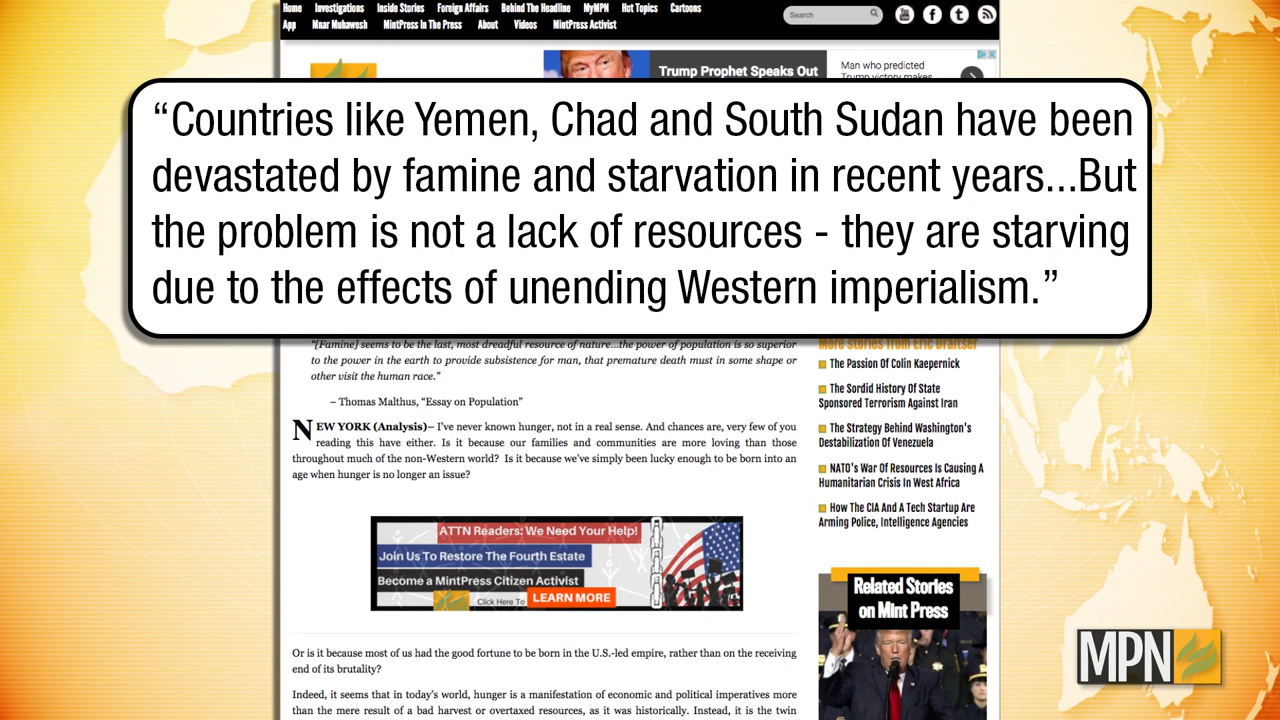 Home Investigations Inside Stories Foreign Affairs Behind The Headline MyMPN Hot Topics Cartoons
App Mnar Muhawesh MintPress In The Press About Videos MintPress Activist
Search
Trump Prophet Speaks Out
Man who predicted
Trump victory makes
“Countries like Yemen, Chad and South Sudan have been
devastated by famine and starvation in recent years...But
the problem is not a lack of resources - they are starving
due to the effects of unending Western imperialism.”
“[Famine] seems to be the last, most dreadful resource of nature...the power of population is so superior
to the power in the earth to provide subsistence for man, that premature death must in some shape or
other visit the human race.”
– Thomas Malthus, “Essay on Population”
NEW YORK (Analysis)– I’ve never known hunger, not in a real sense. And chances are, very few of you
reading this have either. Is it because our families and communities are more loving than those
throughout much of the non-Western world? Is it because we’ve simply been lucky enough to be born into an
age when hunger is no longer an issue?
ATTN Readers: We Need Your Help!
Join Us To Restore The Fourth Estate
Become a MintPress Citizen Activist
Click Here To LEARN MORE
Or is it because most of us had the good fortune to be born in the U.S.-led empire, rather than on the receiving
end of its brutality?
Indeed, it seems that in today’s world, hunger is a manifestation of economic and political imperatives more
than the mere result of a bad harvest or overtaxed resources, as it was historically. Instead, it is the twin
More Stories from Eric Draitser
The Passion Of Colin Kaepernick
The Sordid History Of State
Sponsored Terrorism Against Iran
The Strategy Behind Washington's
Destabilization Of Venezuela
NATO's War Of Resources Is Causing A
Humanitarian Crisis In West Africa
How The CIA And A Tech Startup Are
Arming Police, Intelligence Agencies
Related Stories
on Mint Press
MPN